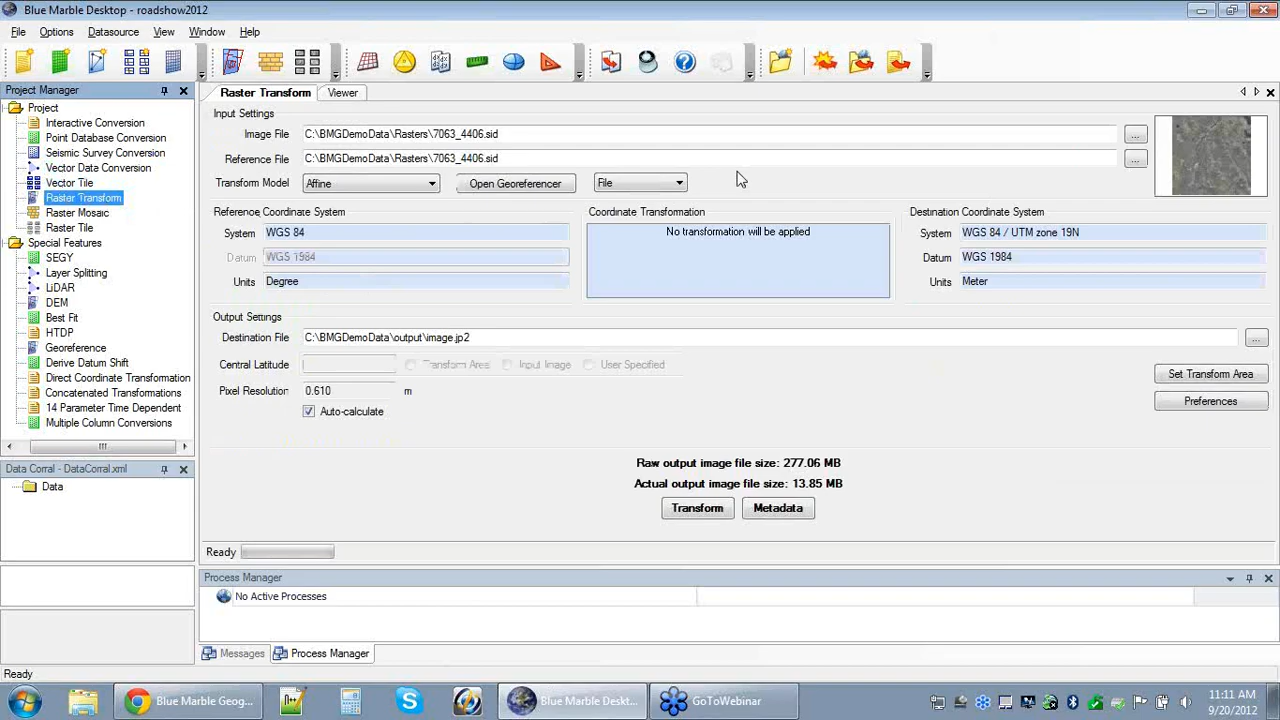 Blue Marble Desktop - roadshow2012
File Options Datasource View Window Help
Project Manager
Project
Interactive Conversion
Point Database Conversion
Seismic Survey Conversion
Vector Data Conversion
Vector Tile
Raster Transform
Raster Mosaic
Raster Tile
Special Features
SEGY
Layer Splitting
LiDAR
DEM
Best Fit
HTDP
Georeference
Derive Datum Shift
Direct Coordinate Transformation
Concatenated Transformations
14 Parameter Time Dependent
Multiple Column Conversions
Data Corral - DataCorral.xml
Data
Raster Transform Viewer
Input Settings
Image File C:\BMGDemoData\Rasters\7063_4406.sid ...
Reference File C:\BMGDemoData\Rasters\7063_4406.sid ...
Transform Model Affine Open Georeferencer File
Reference Coordinate System Coordinate Transformation Destination Coordinate System
System WGS 84 No transformation will be applied System WGS 84 / UTM zone 19N
Datum WGS 1984 Datum WGS 1984
Units Degree Units Meter
Output Settings
Destination File C:\BMGDemoData\output\image.jp2 ...
Central Latitude Transform Area Input Image User Specified
Set Transform Area
Pixel Resolution 0.610 m
Preferences
Auto-calculate
Raw output image file size: 277.06 MB
Actual output image file size: 13.85 MB
Transform Metadata
Ready
Process Manager
No Active Processes
Messages Process Manager
Ready
Blue Marble Geog... Blue Marble Deskt... GoToWebinar
11:11 AM
9/20/2012